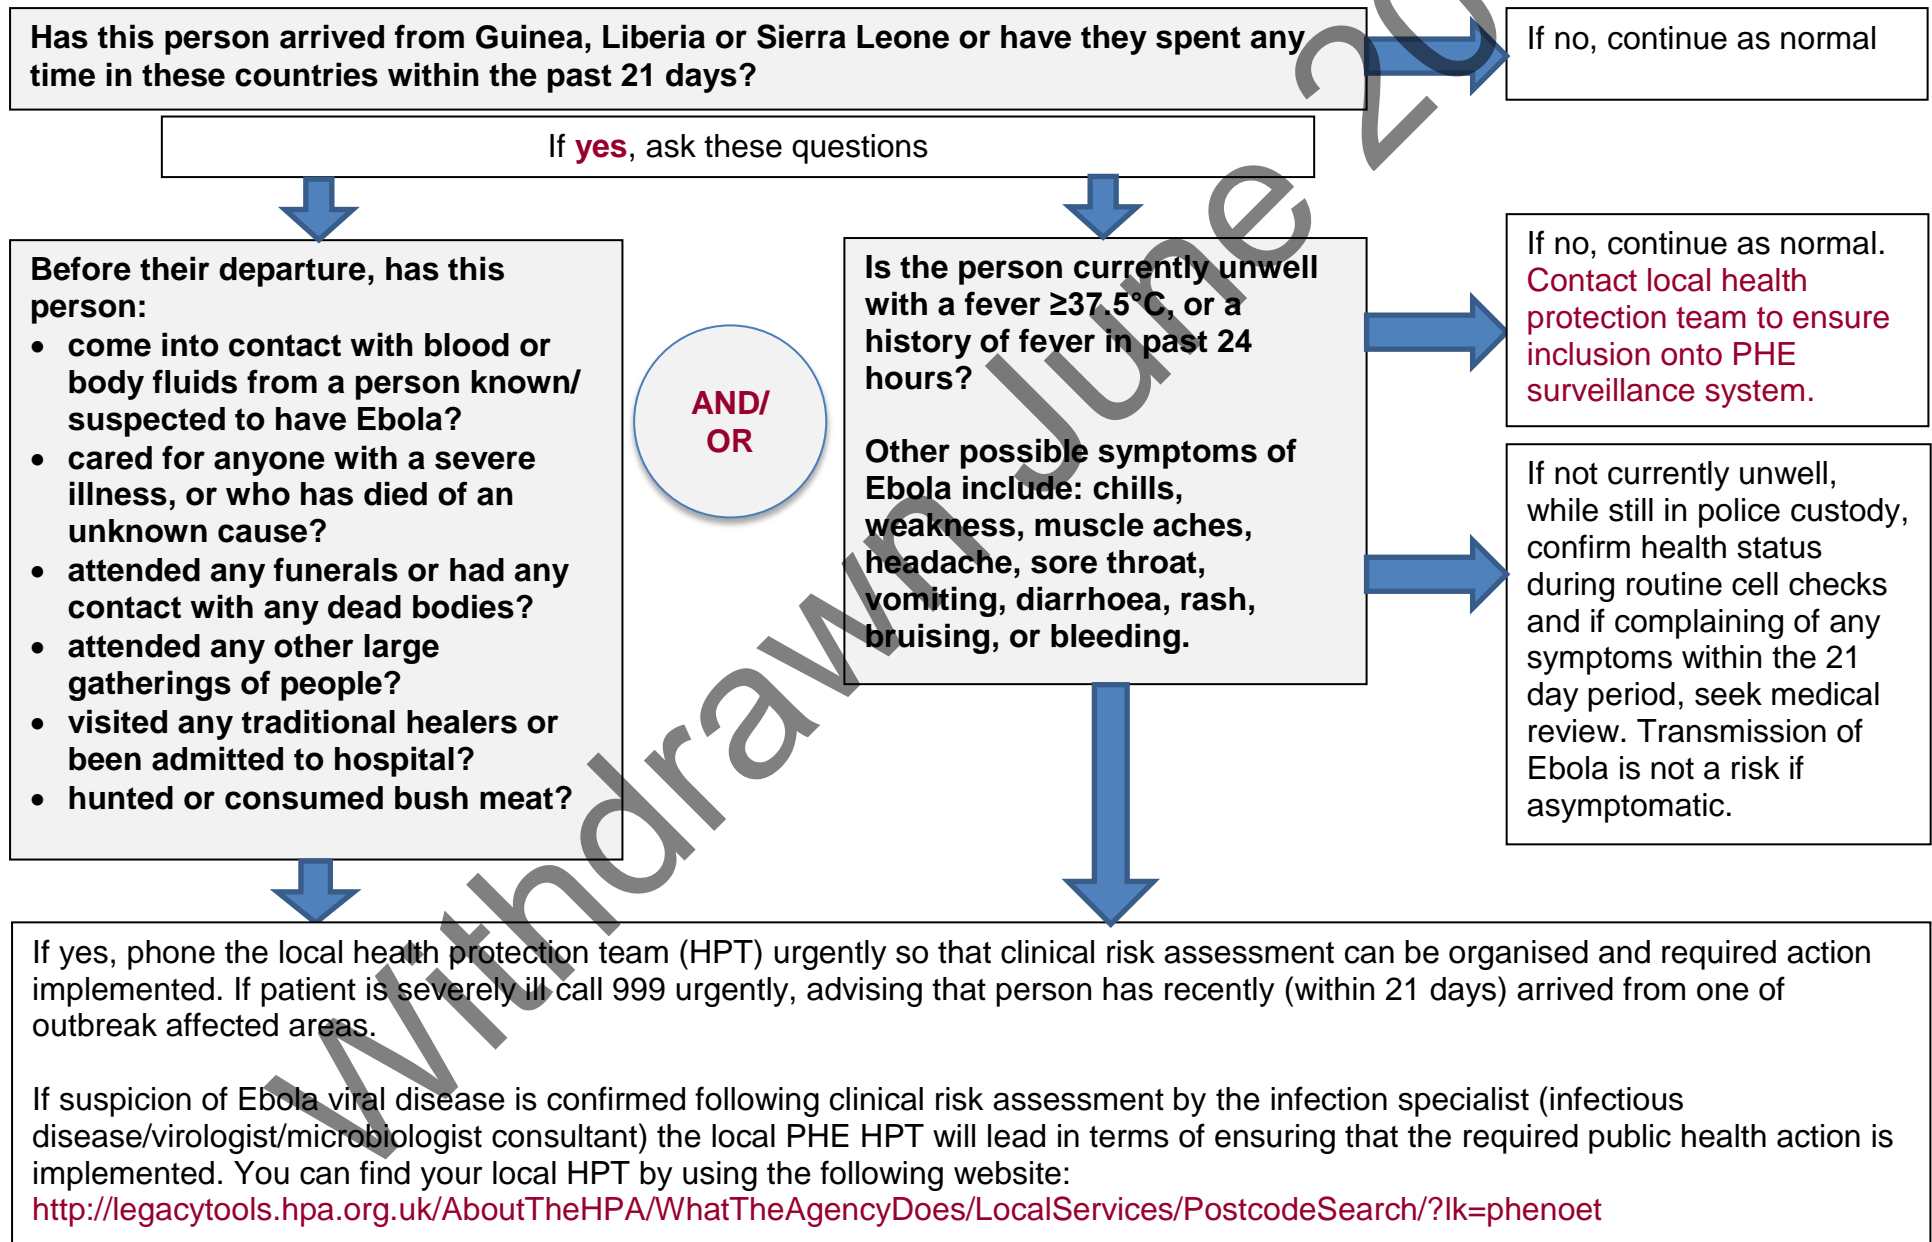 Has this person arrived from Guinea, Liberia or Sierra Leone or have they spent any
time in these countries within the past 21 days?
If no, continue as normal
If yes, ask these questions
Before their departure, has this
person:
• come into contact with blood or
body fluids from a person known/
suspected to have Ebola?
• cared for anyone with a severe
illness, or who has died of an
unknown cause?
• attended any funerals or had any
contact with any dead bodies?
• attended any other large
gatherings of people?
• visited any traditional healers or
been admitted to hospital?
• hunted or consumed bush meat?
AND/
OR
Is the person currently unwell
with a fever ≥37.5°C, or a
history of fever in past 24
hours?
Other possible symptoms of
Ebola include: chills,
weakness, muscle aches,
headache, sore throat,
vomiting, diarrhoea, rash,
bruising, or bleeding.
If no, continue as normal.
Contact local health
protection team to ensure
inclusion onto PHE
surveillance system.
If not currently unwell,
while still in police custody,
confirm health status
during routine cell checks
and if complaining of any
symptoms within the 21
day period, seek medical
review. Transmission of
Ebola is not a risk if
asymptomatic.
If yes, phone the local health protection team (HPT) urgently so that clinical risk assessment can be organised and required action
implemented. If patient is severely ill call 999 urgently, advising that person has recently (within 21 days) arrived from one of
outbreak affected areas.
If suspicion of Ebola viral disease is confirmed following clinical risk assessment by the infection specialist (infectious
disease/virologist/microbiologist consultant) the local PHE HPT will lead in terms of ensuring that the required public health action is
implemented. You can find your local HPT by using the following website:
http://legacytools.hpa.org.uk/AboutTheHPA/WhatTheAgencyDoes/LocalServices/PostcodeSearch/?lk=phenoet
Withdrawn June 20